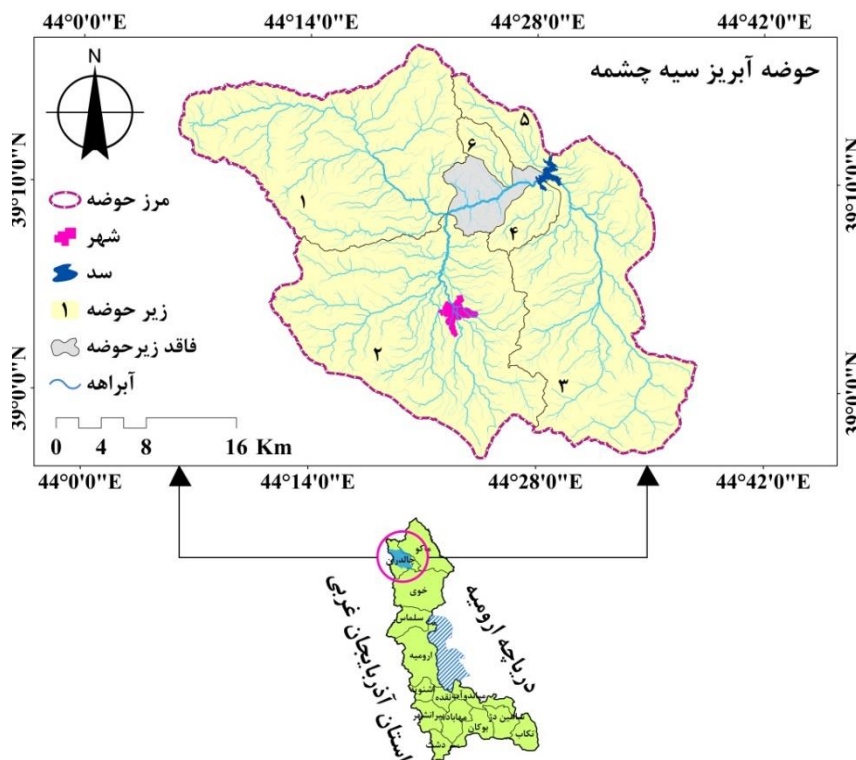 44°0'0"E 44°14'0"E 44°28'0"E 44°42'0"E
N
حوضه آبریز سیه چشمه
39°10'0"N
39°0'0"N
39°10'0"N
39°0'0"N
مرز حوضه
شهر
سد
۱ زیر حوضه
فاقد زیرحوضه
آبراهه
0 4 8 16 Km
۱
۲
۳
۴
۵
۶
44°0'0"E 44°14'0"E 44°28'0"E 44°42'0"E
چالدران
خوی
سلماس
ارومیه
نقده
مهاباد
بوکان
تکاب
دریاچه ارومیه
استان آذربایجان غربی